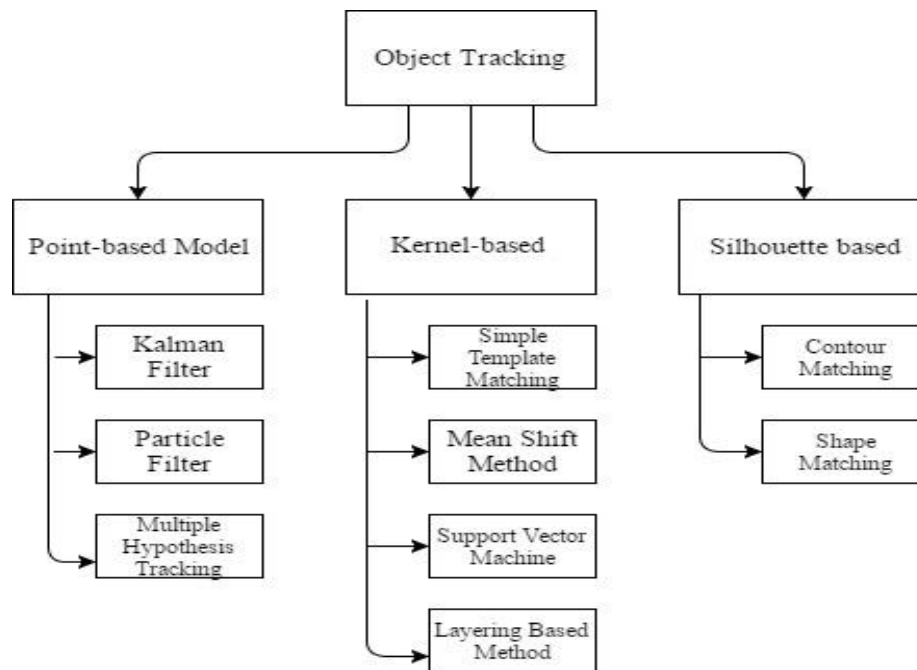 Object Tracking
Point-based Model
Kernel-based
Silhouette based
Kalman
Filter
Particle
Filter
Multiple
Hypothesis
Tracking
Simple
Template
Matching
Mean Shift
Method
Support Vector
Machine
Layering Based
Method
Contour
Matching
Shape
Matching